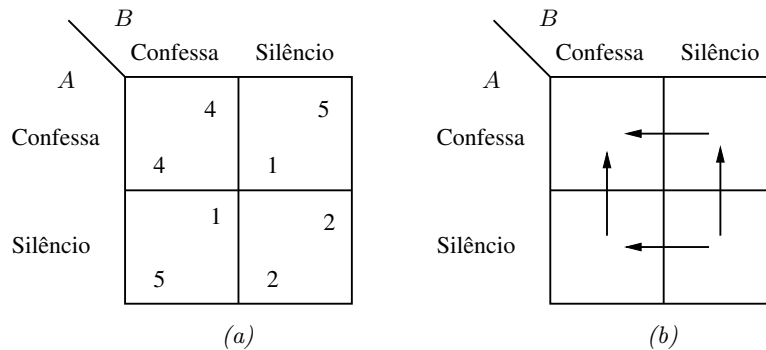 B B
Confessa Silêncio Confessa Silêncio
A A
4 5
Confessa Confessa
4 1
1 2
Silêncio Silêncio
5 2
(a) (b)